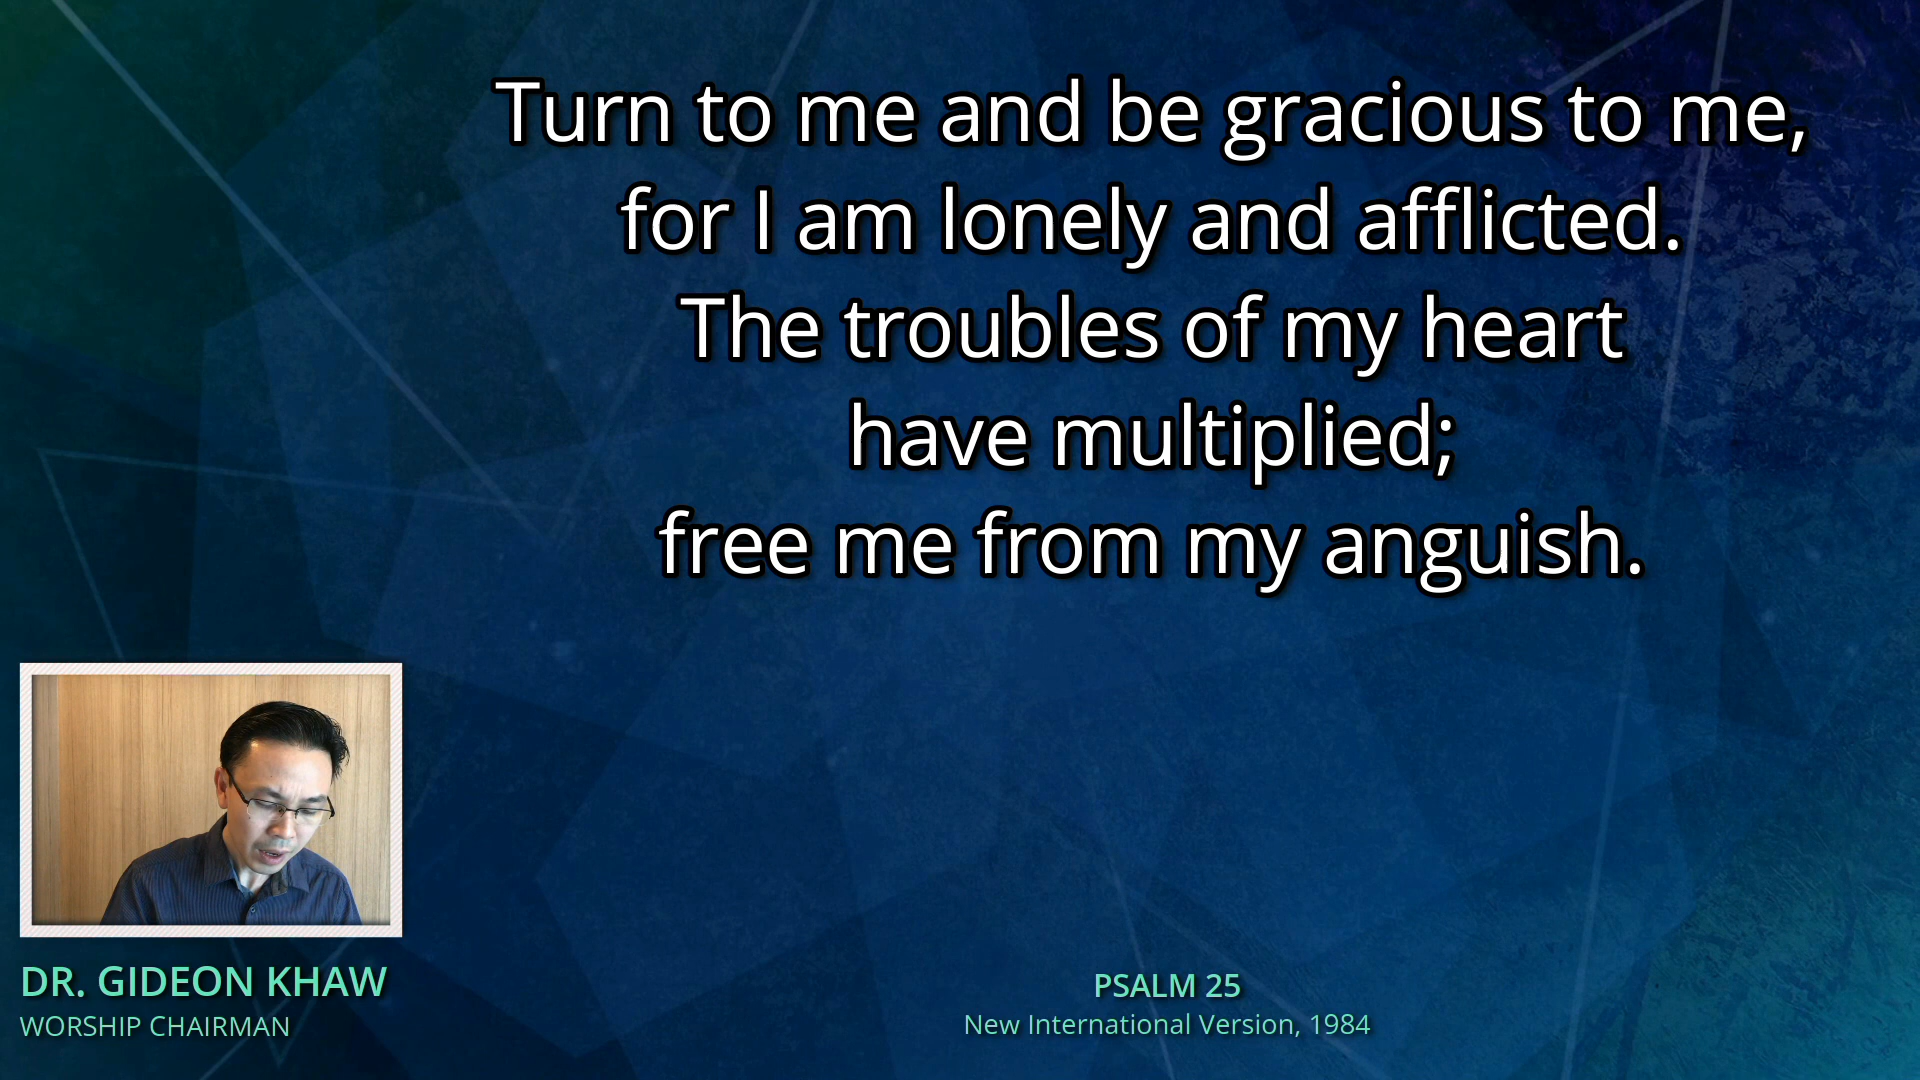 Turn to me and be gracious to me,
for I am lonely and afflicted.
The troubles of my heart
have multiplied;
free me from my anguish.
DR. GIDEON KHAW
WORSHIP CHAIRMAN
PSALM 25
New International Version, 1984